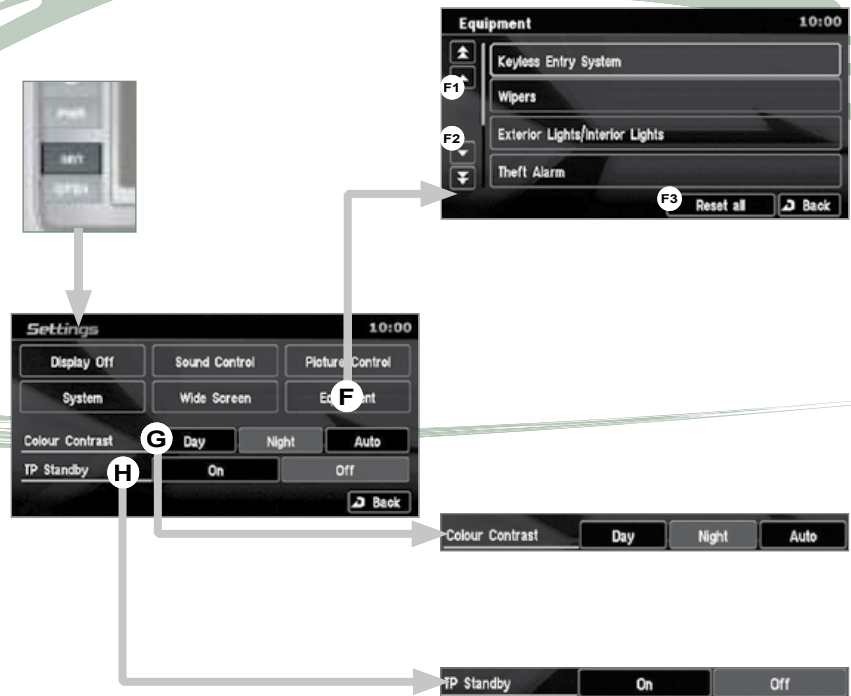 Equipment 10:00
Keyless Entry System
F1
Wipers
F2
Exterior Lights/Interior Lights
Theft Alarm
F3 Reset all Back
SET
OPEN
Settings 10:00
Display Off Sound Control Picture Control
System Wide Screen F
Colour Contrast G Day Night Auto
TP Standby H On Off
Back
Colour Contrast Day Night Auto
TP Standby On Off